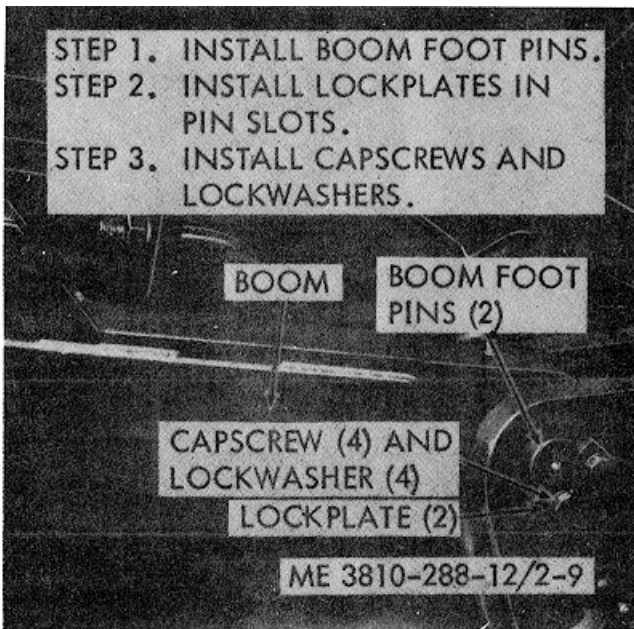 STEP 1. INSTALL BOOM FOOT PINS.
STEP 2. INSTALL LOCKPLATES IN
PIN SLOTS.
STEP 3. INSTALL CAPSCREWS AND
LOCKWASHERS.
BOOM
BOOM FOOT
PINS (2)
CAPSCREW (4) AND
LOCKWASHER (4)
LOCKPLATE (2)
ME 3810-288-12/2-9